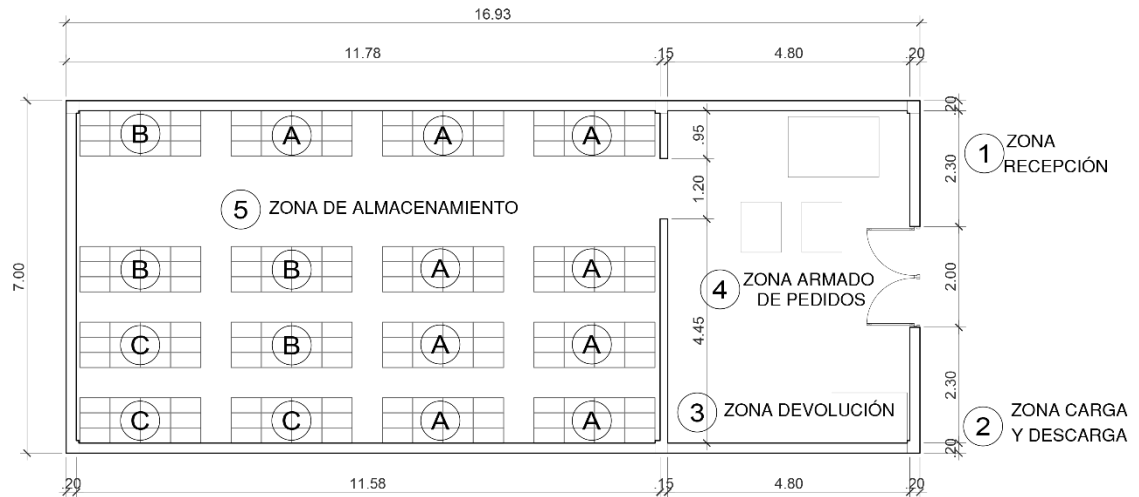 16.93
11.78
.15
4.80
.20
7.00
B
A
A
A
.20
.95
2.30
1
ZONA
RECEPCIÓN
1.20
5
ZONA DE ALMACENAMIENTO
B
B
A
A
4
ZONA ARMADO
DE PEDIDOS
2.00
4.45
C
B
A
A
2.30
C
C
A
A
3
ZONA DEVOLUCIÓN
2
ZONA CARGA
Y DESCARGA
.20
.20
11.58
.15
4.80
.20